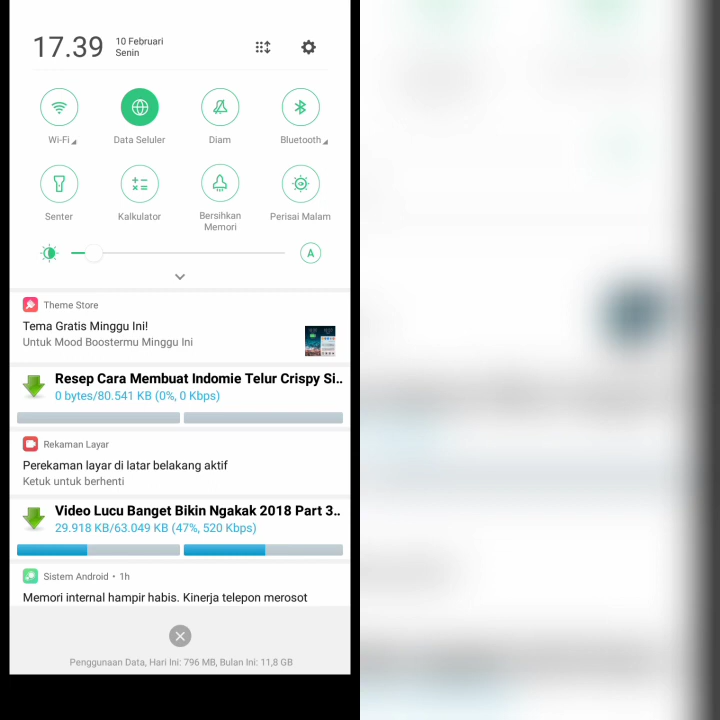 17.39
10 Februari
Senin
Wi-Fi
Data Seluler
Diam
Bluetooth
Senter
Kalkulator
Bersihkan
Memori
Perisai Malam
A
Theme Store
Tema Gratis Minggu Ini!
Untuk Mood Boostermu Minggu Ini
Resep Cara Membuat Indomie Telur Crispy Si..
0 bytes/80.541 KB (0%, 0 Kbps)
Rekaman Layar
Perekaman layar di latar belakang aktif
Ketuk untuk berhenti
Video Lucu Banget Bikin Ngakak 2018 Part 3..
29.918 KB/63.049 KB (47%, 520 Kbps)
Sistem Android • 1h
Memori internal hampir habis. Kinerja telepon merosot
Penggunaan Data, Hari Ini: 796 MB, Bulan Ini: 11,8 GB